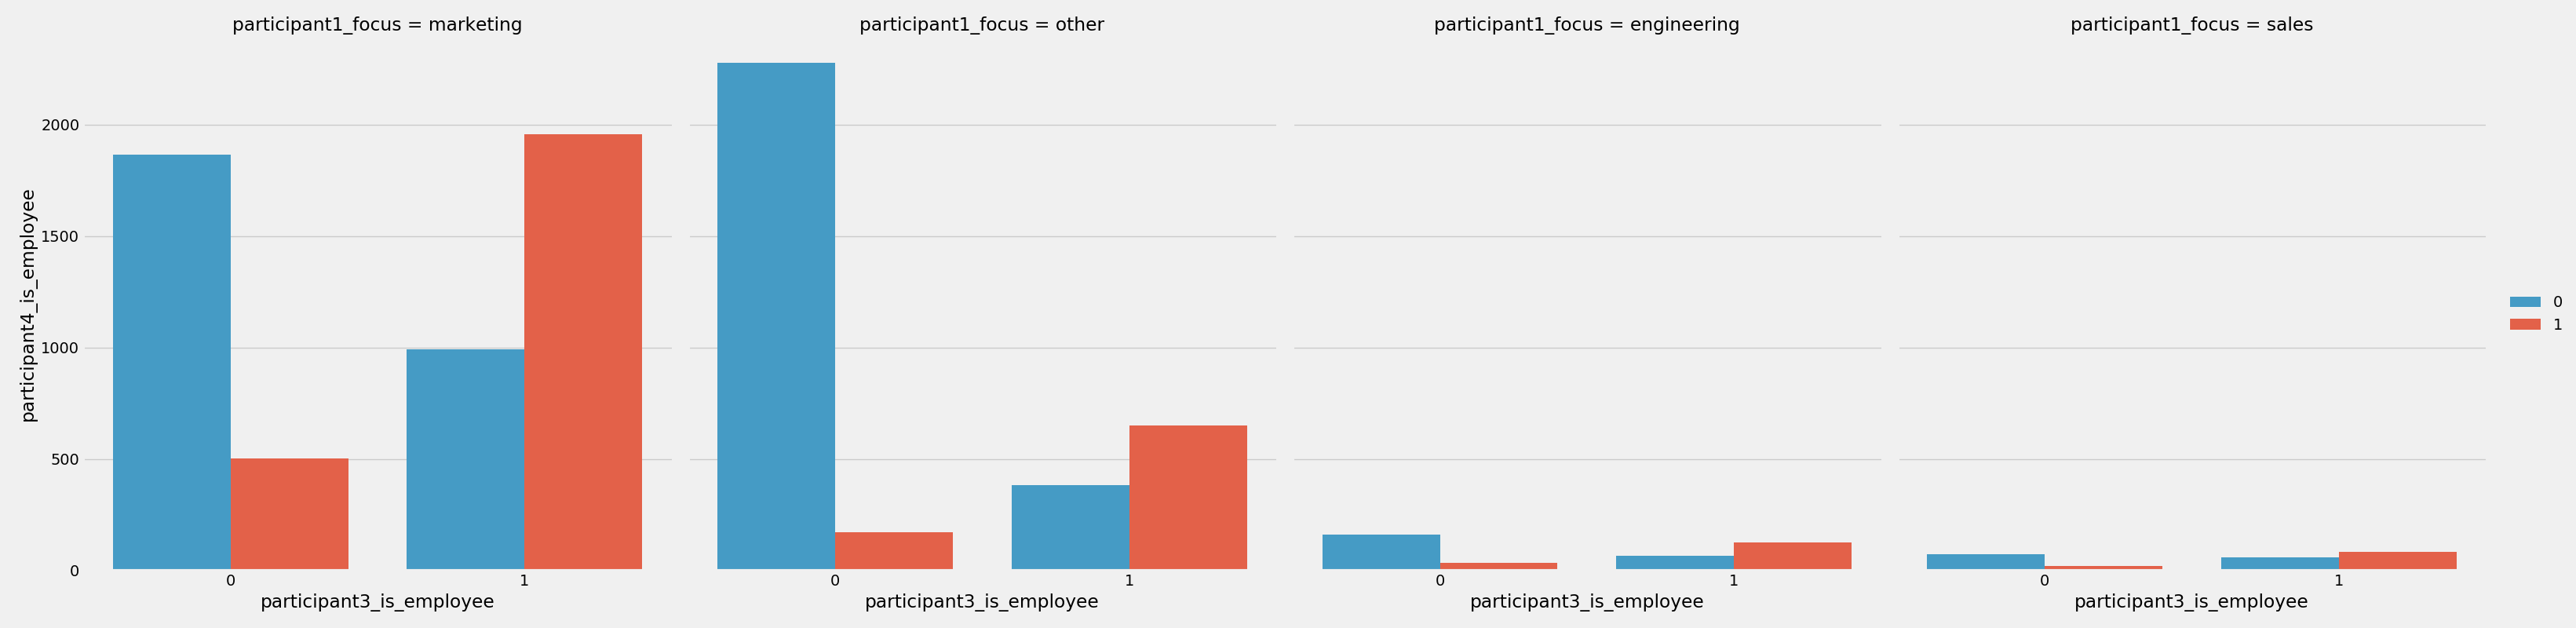 participant1_focus = marketing
participant1_focus = other
participant1_focus = engineering
participant1_focus = sales
participant4_is_employee
2000
1500
1000
500
0
0 1
0 1
0 1
0 1
participant3_is_employee
participant3_is_employee
participant3_is_employee
participant3_is_employee
0
1